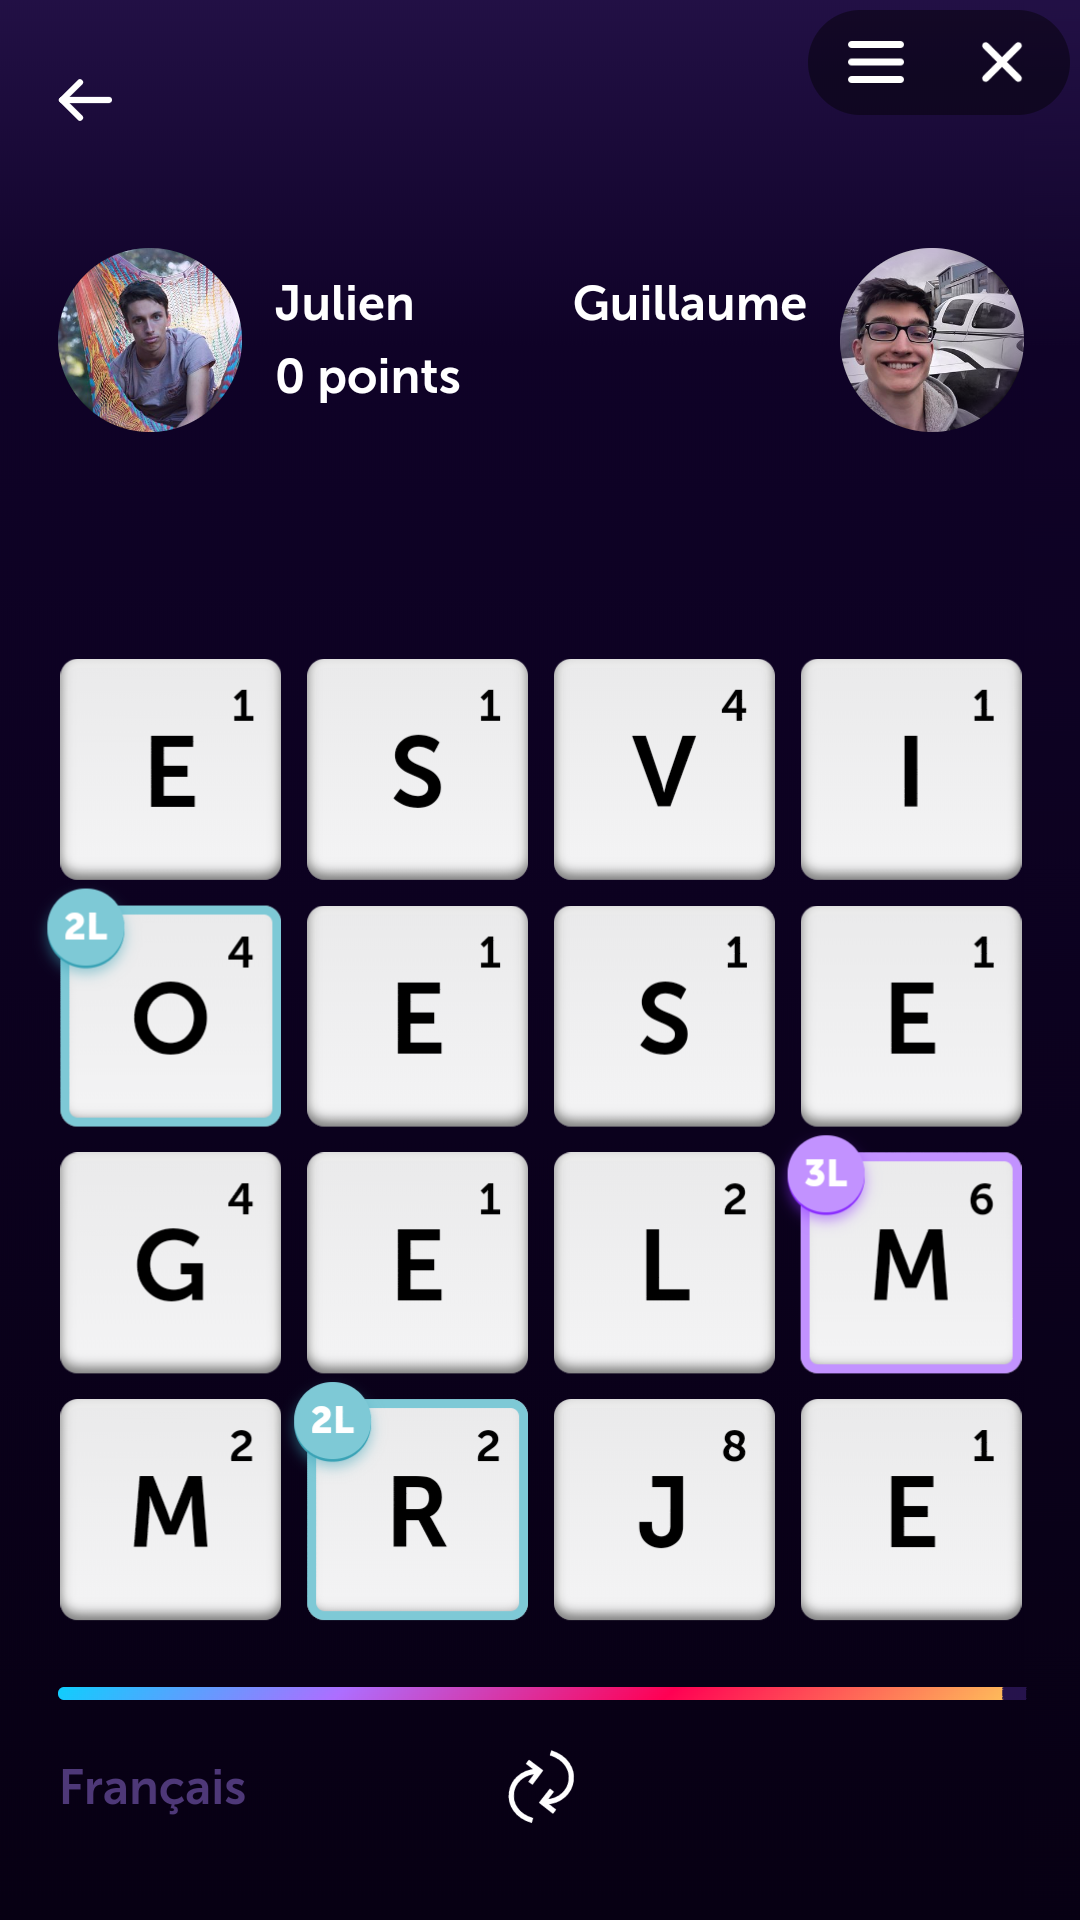 Julien
Guillaume
0 points
1 1 4 1
E S V I
2L
4 1 1 1
O E S E
3L
4 1 2 6
G E L M
2L
2 2 8 1
M R J E
Français